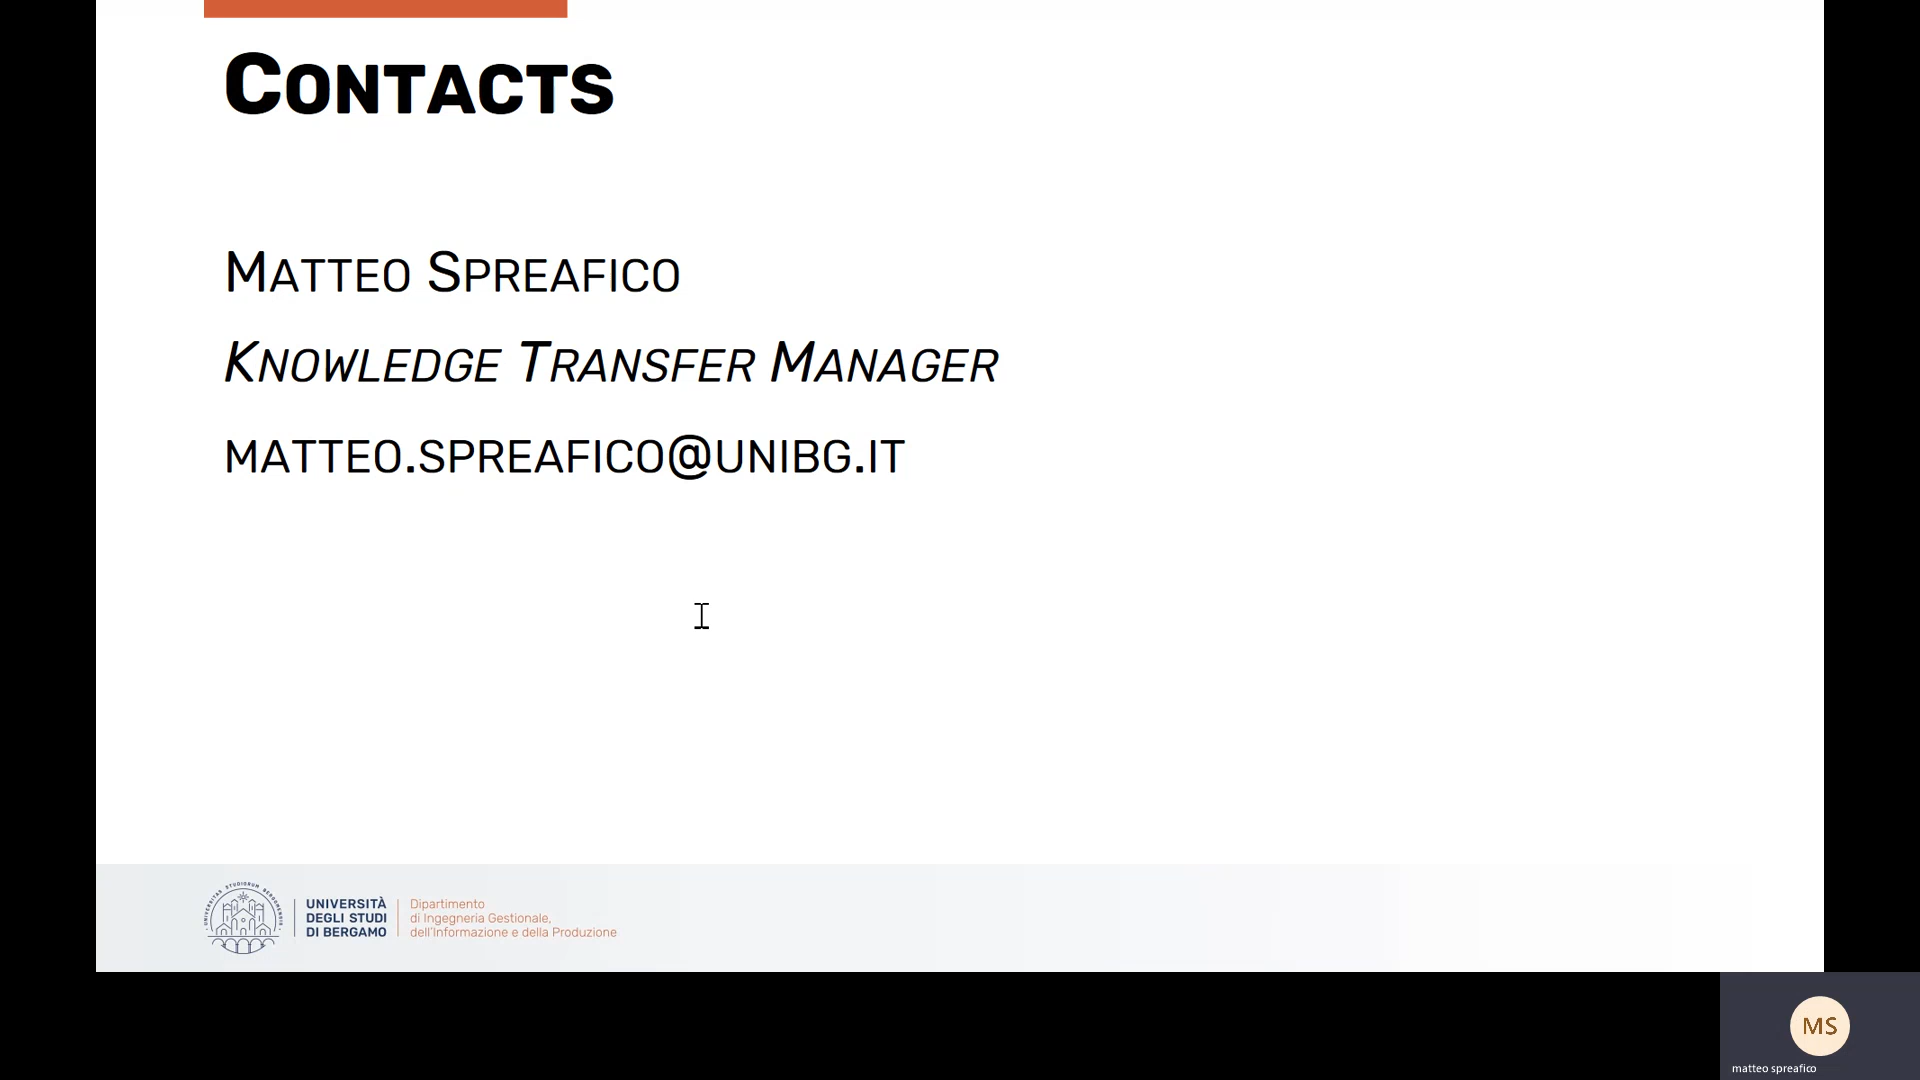 CONTACTS
MATTEO SPREAFICO
KNOWLEDGE TRANSFER MANAGER
MATTEO.SPREAFICO@UNIBG.IT
UNIVERSITÀ
DEGLI STUDI
DI BERGAMO
Dipartimento
di Ingegneria Gestionale,
dell'Informazione e della Produzione
MS
matteo spreafico